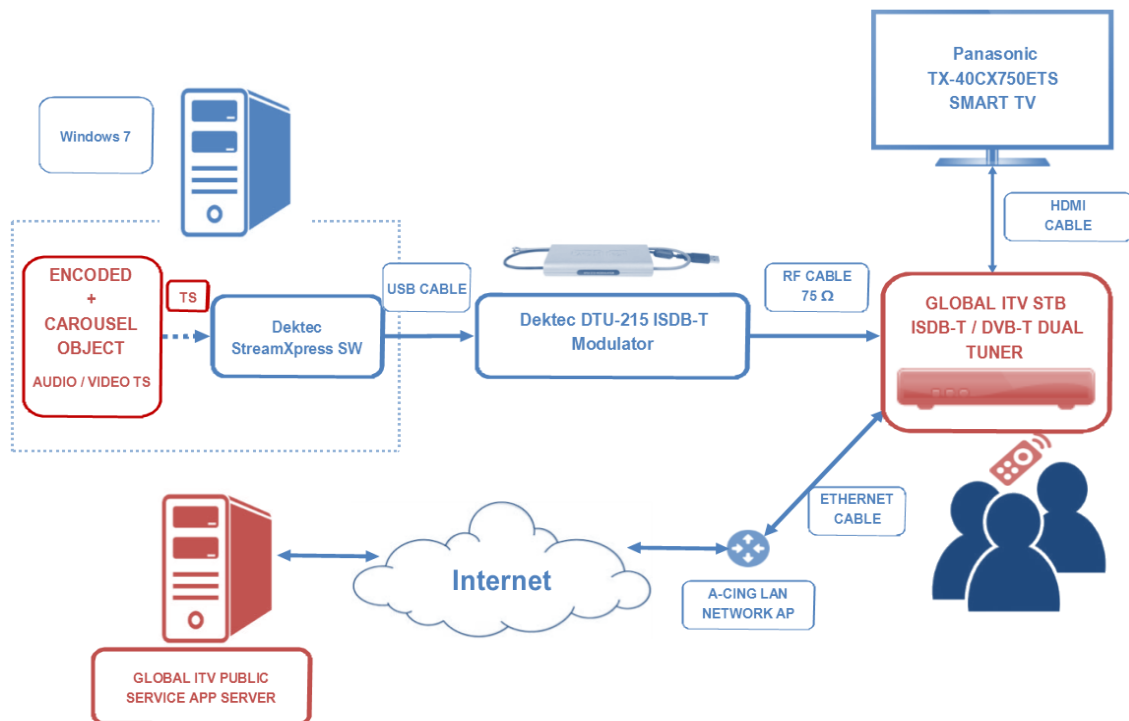 Panasonic
TX-40CX750ETS
SMART TV
Windows 7
HDMI
CABLE
ENCODED
+
CAROUSEL
OBJECT
AUDIO / VIDEO TS
TS
Dektec
StreamXpress SW
USB CABLE
Dektec DTU-215 ISDB-T
Modulator
RF CABLE
75 Ω
GLOBAL ITV STB
ISDB-T / DVB-T DUAL
TUNER
ETHERNET
CABLE
Internet
A-CING LAN
NETWORK AP
GLOBAL ITV PUBLIC
SERVICE APP SERVER